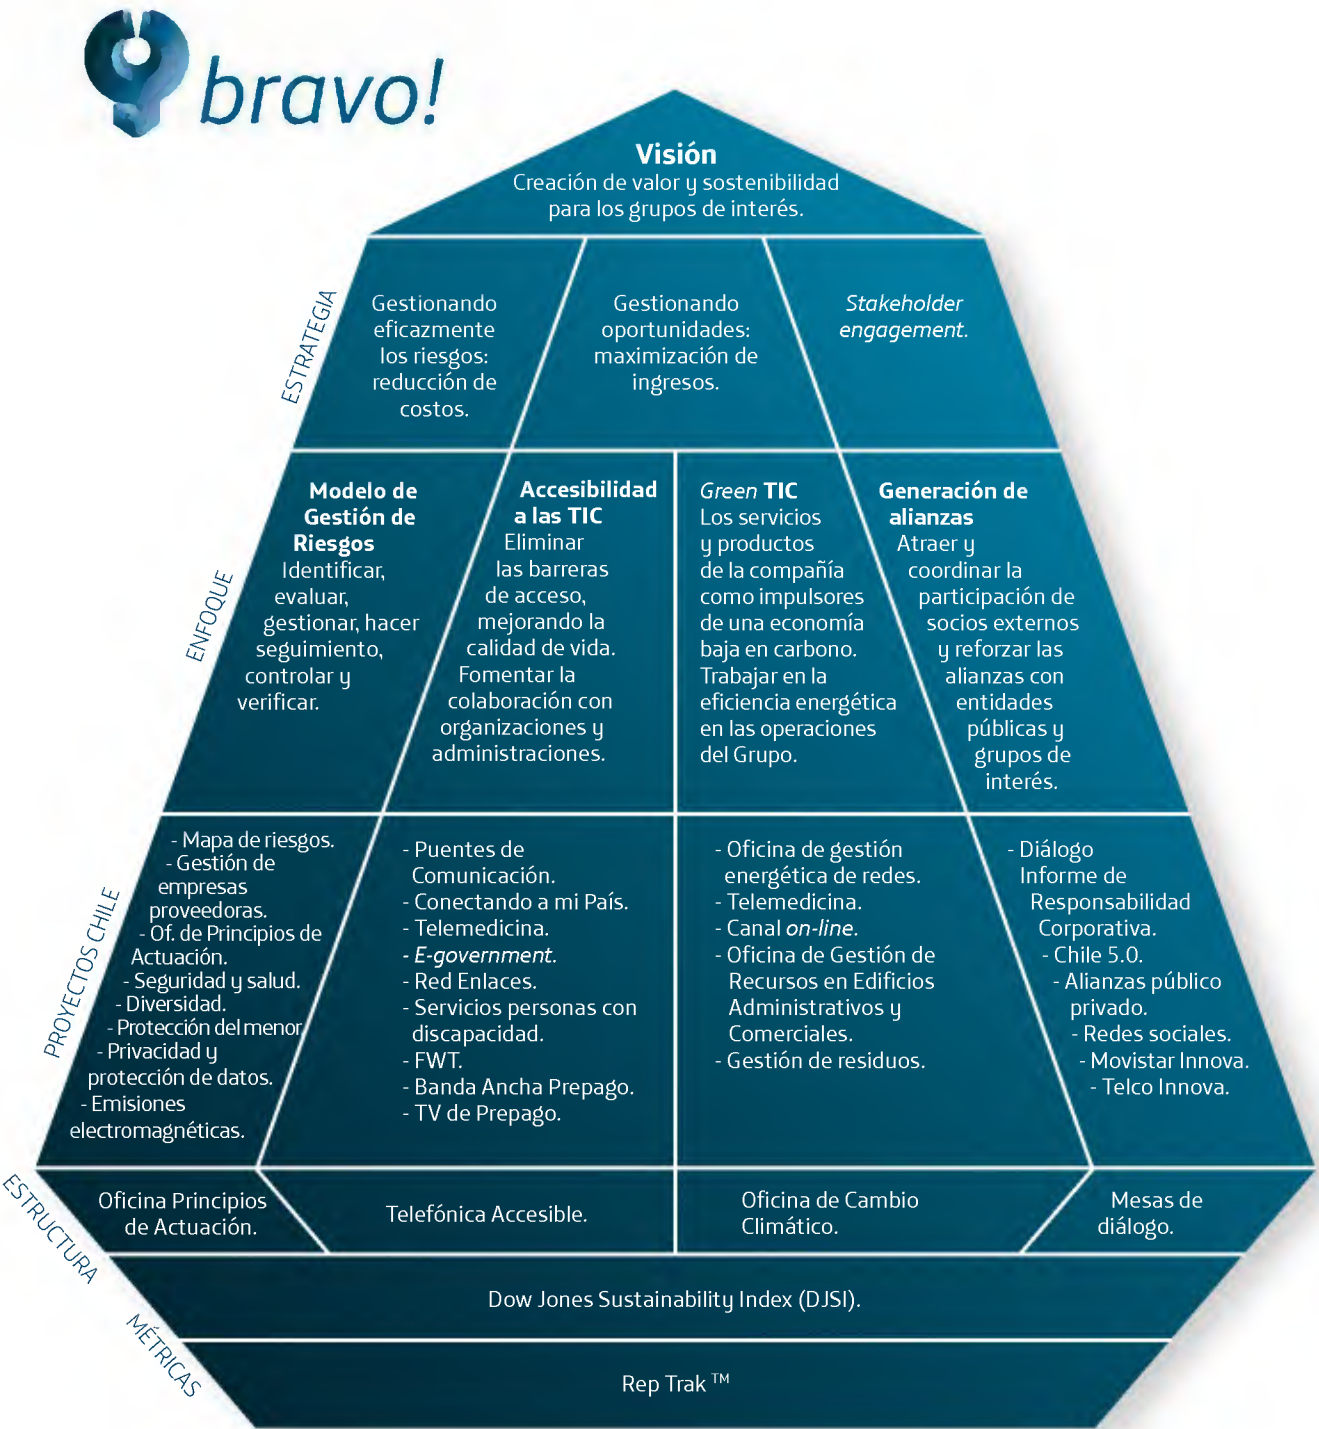 bravo!
Visión
Creación de valor y sostenibilidad
para los grupos de interés.
ESTRATEGIA
Gestionando
eficazmente
los riesgos:
reducción de
costos.
Gestionando
oportunidades:
maximización de
ingresos.
Stakeholder
engagement.
ENFOQUE
Modelo de
Gestión de
Riesgos
Identificar,
evaluar,
gestionar, hacer
seguimiento,
controlar y
verificar.
Accesibilidad
a las TIC
Eliminar
las barreras
de acceso,
mejorando la
calidad de vida.
Fomentar la
colaboración con
organizaciones y
administraciones.
Green TIC
Los servicios
y productos
de la compañía
como impulsores
de una economía
baja en carbono.
Trabajar en la
eficiencia energética
en las operaciones
del Grupo.
Generación de
alianzas
Atraer y
coordinar la
participación de
socios externos
y reforzar las
alianzas con
entidades
públicas y
grupos de
interés.
PROYECTOS CHILE
- Mapa de riesgos.
- Gestión de
empresas
proveedoras.
- Of. de Principios de
Actuación.
- Seguridad y salud.
- Diversidad.
- Protección del menor
- Privacidad y
protección de datos.
- Emisiones
electromagnéticas.
- Puentes de
Comunicación.
- Conectando a mi País.
- Telemedicina.
- E-government.
- Red Enlaces.
- Servicios personas con
discapacidad.
- FWT.
- Banda Ancha Prepago.
- TV de Prepago.
- Oficina de gestión
energética de redes.
- Telemedicina.
- Canal on-line.
- Oficina de Gestión de
Recursos en Edificios
Administrativos y
Comerciales.
- Gestión de residuos.
- Diálogo
Informe de
Responsabilidad
Corporativa.
- Chile 5.0.
- Alianzas público
privado.
- Redes sociales.
- Movistar Innova.
- Telco Innova.
ESTRUCTURA
Oficina Principios
de Actuación.
Telefónica Accesible.
Oficina de Cambio
Climático.
Mesas de
diálogo.
MÉTRICAS
Dow Jones Sustainability Index (DJSI).
Rep Trak ™